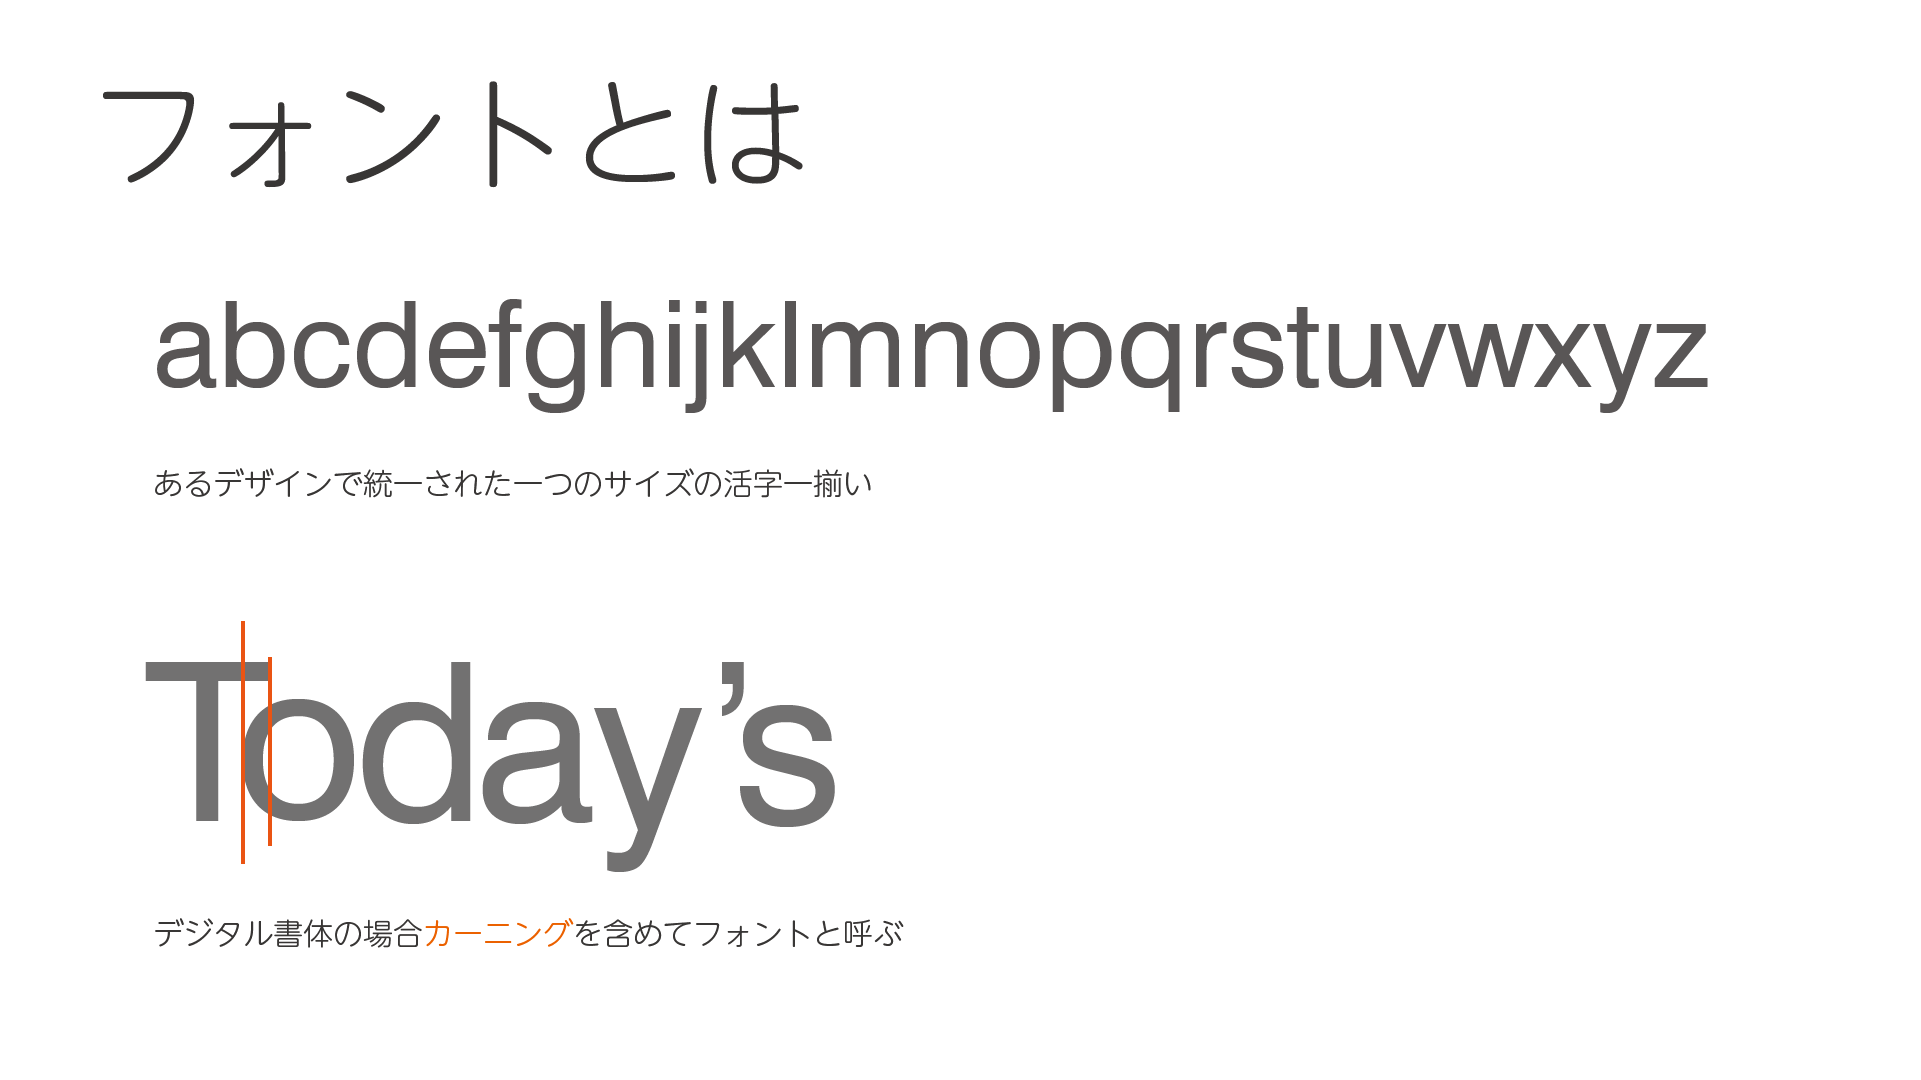 フォントとは
abcdefghijklmnopqrstuvwxyz
あるデザインで統一された一つのサイズの活字一揃い
Today’s
デジタル書体の場合カーニングを含めてフォントと呼ぶ